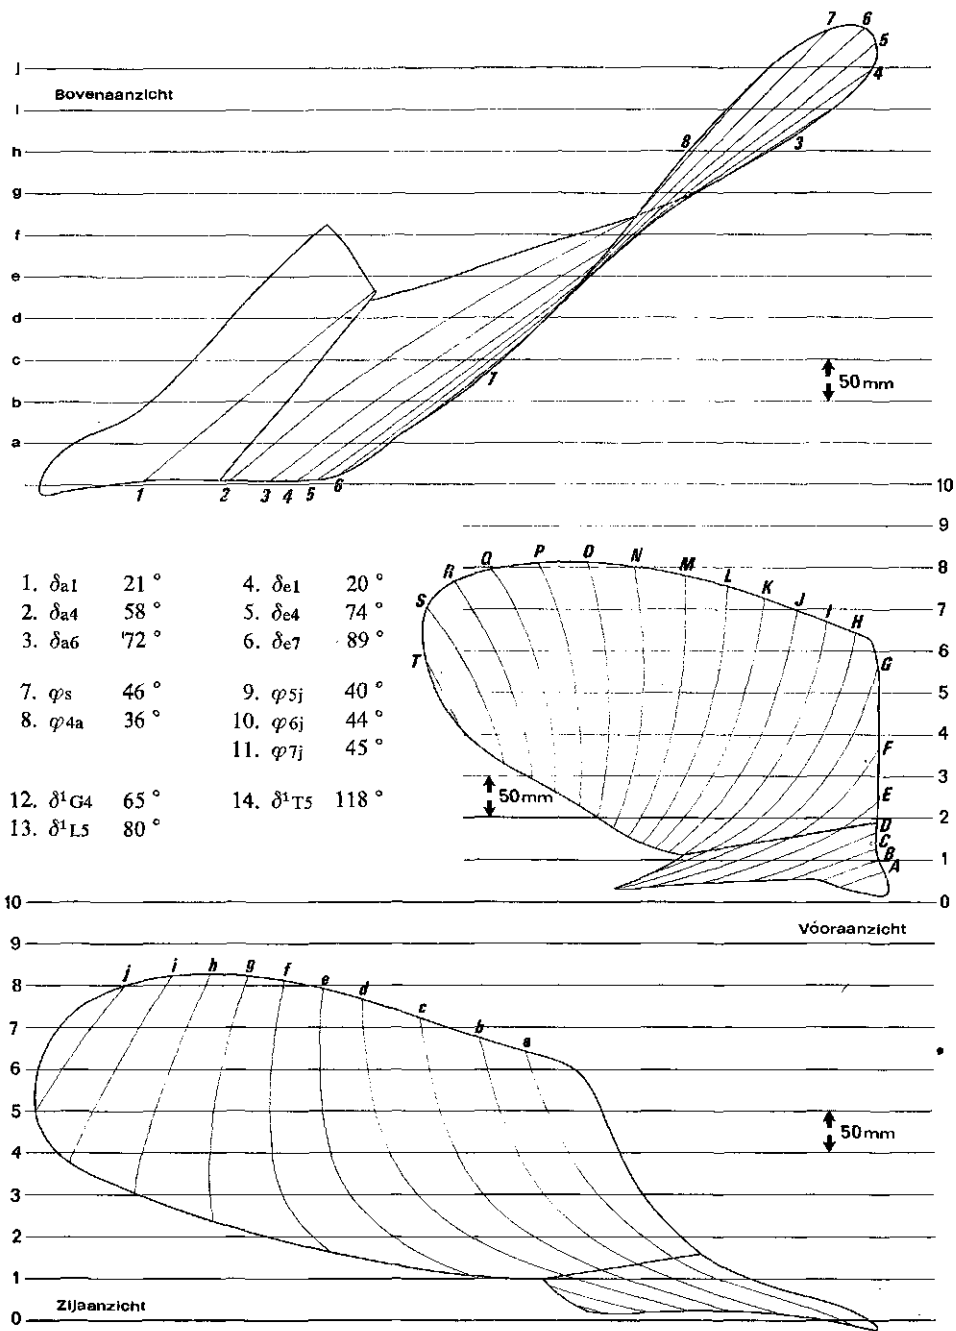 7 6 5 4
j
Bovenaanzicht
i
8 3
h
g
f
e
d
c
7
50mm
b
a
1 2 3 4 5 6
10
9
8
7
6
5
4
3
2
1
0
R Q P O N M L K J I H
S T G F E D C B A
50mm
1. δa1 21 ° 4. δe1 20 °
2. δa4 58 ° 5. δe4 74 °
3. δa6 '72 ° 6. δe7 89 °
7. φs 46 ° 9. φ5j 40 °
8. φ4a 36 ° 10. φ6j 44 °
11. φ7j 45 °
12. δ¹G4 65 ° 14. δ¹T5 118 °
13. δ¹L5 80 °
Vóoraanzicht
10
9
8
7
6
5
4
3
2
1
0
j i h g f e d c b a
50mm
Zijaanzicht